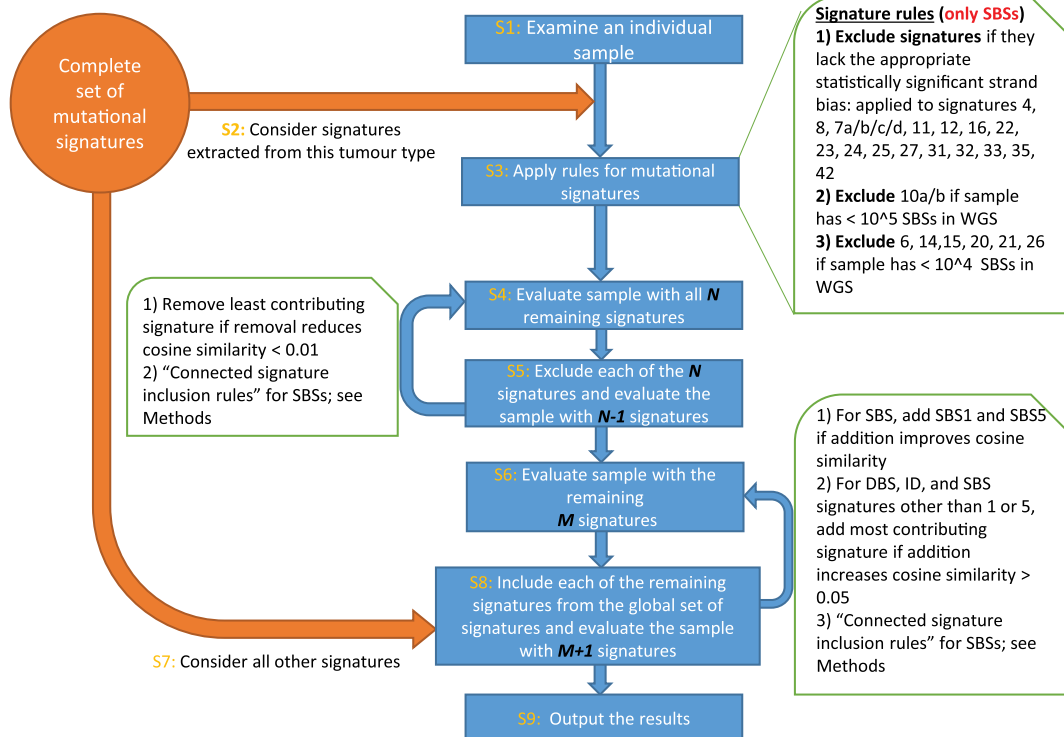 Complete
set of
mutational
signatures
S1: Examine an individual
sample
S2: Consider signatures
extracted from this tumour type
S3: Apply rules for mutational
signatures
Signature rules (only SBSs)
1) Exclude signatures if they
lack the appropriate
statistically significant strand
bias: applied to signatures 4,
8, 7a/b/c/d, 11, 12, 16, 22,
23, 24, 25, 27, 31, 32, 33, 35,
42
2) Exclude 10a/b if sample
has < 10^5 SBSs in WGS
3) Exclude 6, 14,15, 20, 21, 26
if sample has < 10^4 SBSs in
WGS
1) Remove least contributing
signature if removal reduces
cosine similarity < 0.01
2) “Connected signature
inclusion rules” for SBSs; see
Methods
S4: Evaluate sample with all N
remaining signatures
S5: Exclude each of the N
signatures and evaluate the
sample with N-1 signatures
S6: Evaluate sample with the
remaining
M signatures
1) For SBS, add SBS1 and SBS5
if addition improves cosine
similarity
2) For DBS, ID, and SBS
signatures other than 1 or 5,
add most contributing
signature if addition
increases cosine similarity >
0.05
3) “Connected signature
inclusion rules” for SBSs; see
Methods
S7: Consider all other signatures
S8: Include each of the remaining
signatures from the global set of
signatures and evaluate the sample
with M+1 signatures
S9: Output the results